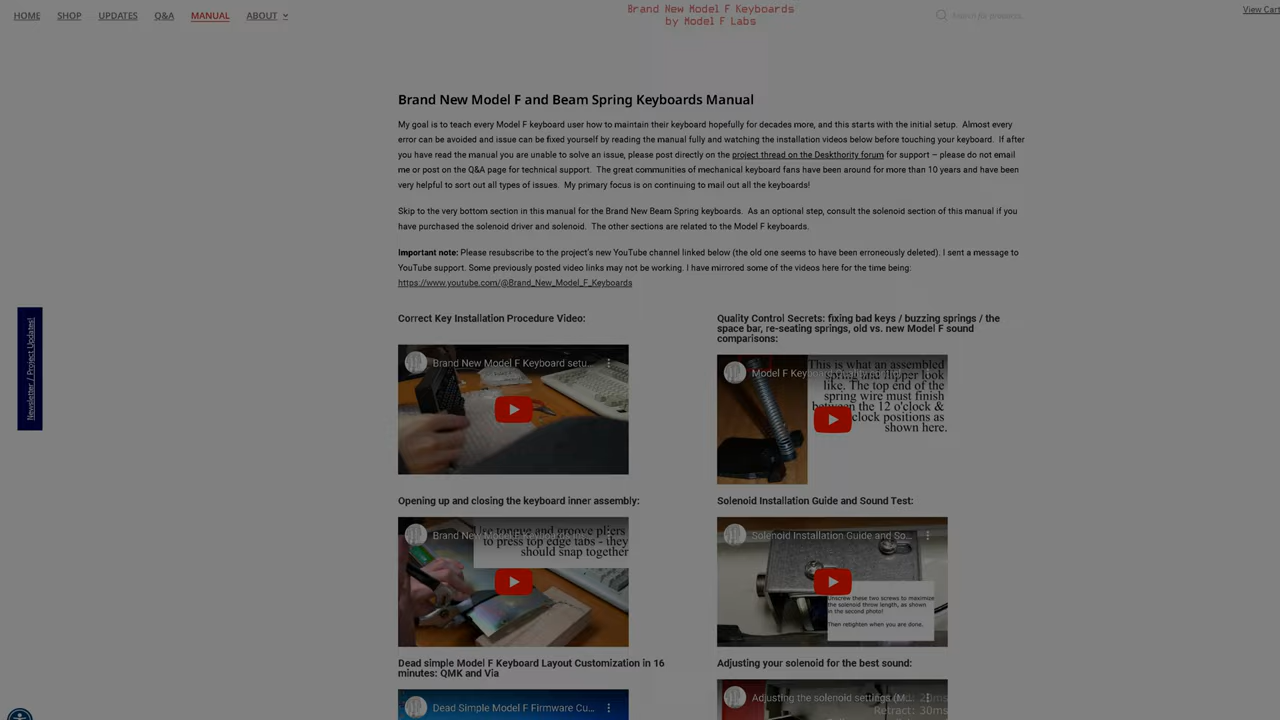 HOME SHOP UPDATES Q&A MANUAL ABOUT
Brand New Model F Keyboards
by Model F Labs
Search for products
View Cart
Brand New Model F and Beam Spring Keyboards Manual
My goal is to teach every Model F keyboard user how to maintain their keyboard hopefully for decades more, and this starts with the initial setup. Almost every
error can be avoided and issue can be fixed yourself by reading the manual fully and watching the installation videos below before touching your keyboard. If after
you have read the manual you are unable to solve an issue, please post directly on the project thread on the Deskthority forum for support – please do not email
me or post on the Q&A page for technical support. The great communities of mechanical keyboard fans have been around for more than 10 years and have been
very helpful to sort out all types of issues. My primary focus is on continuing to mail out all the keyboards!
Skip to the very bottom section in this manual for the Brand New Beam Spring keyboards. As an optional step, consult the solenoid section of this manual if you
have purchased the solenoid driver and solenoid. The other sections are related to the Model F keyboards.
Important note: Please resubscribe to the project's new YouTube channel linked below (the old one seems to have been erroneously deleted). I sent a message to
YouTube support. Some previously posted video links may not be working. I have mirrored some of the videos here for the time being:
https://www.youtube.com/@Brand_New_Model_F_Keyboards
Newsletter / Project Updates!
Correct Key Installation Procedure Video:
Brand New Model F Keyboard setu...
Quality Control Secrets: fixing bad keys / buzzing springs / the
space bar, re-seating springs, old vs. new Model F sound
comparisons:
Model F Keyb
This is what an assembled
spring and flipper look
like. The top end of the
spring wire must finish
between the 12 o'clock &
clock positions as
shown here.
Opening up and closing the keyboard inner assembly:
Brand New Model F
Use tongue and groove pliers
to press top edge tabs - they
should snap together
Solenoid Installation Guide and Sound Test:
Solenoid Installation Guide and So...
Unscrew these two screws to maximize
the solenoid throw length, as shown
in the second photo!
Then retighten when you are done.
Dead simple Model F Keyboard Layout Customization in 16
minutes: QMK and Via
Dead Simple Model F Firmware Cu...
Adjusting your solenoid for the best sound:
Adjusting the solenoid settings (M...
Retract: 30ms